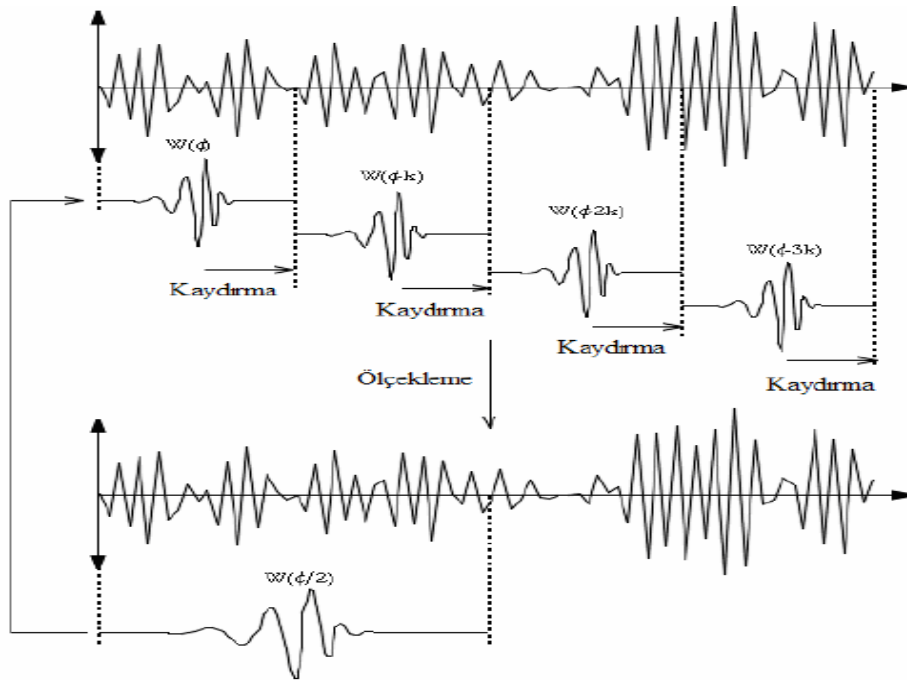 W(ϕ)
W(ϕ-k)
W(ϕ-2k)
W(ϕ-3k)
Kaydırma
Kaydırma
Kaydırma
Kaydırma
Ölçekleme
W(ϕ/2)